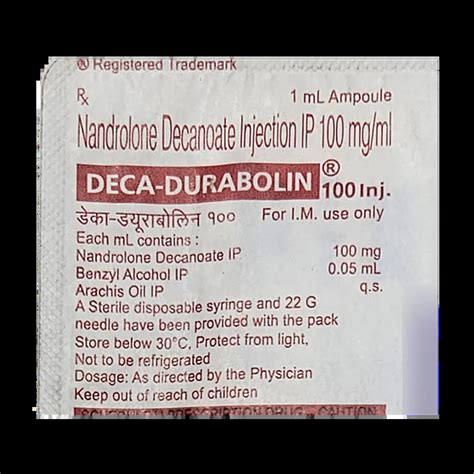 ® Registered Trademark
Rx 1 mL Ampoule
Nandrolone Decanoate Injection IP 100 mg/ml
DECA-DURABOLIN® 100 Inj.
डेका-डयूराबोलिन १०० For I.M. use only
Each mL contains :
Nandrolone Decanoate IP 100 mg
Benzyl Alcohol IP 0.05 mL
Arachis Oil IP q.s.
A Sterile disposable syringe and 22 G
needle have been provided with the pack
Store below 30°C, Protect from light,
Not to be refrigerated
Dosage: As directed by the Physician
Keep out of reach of children